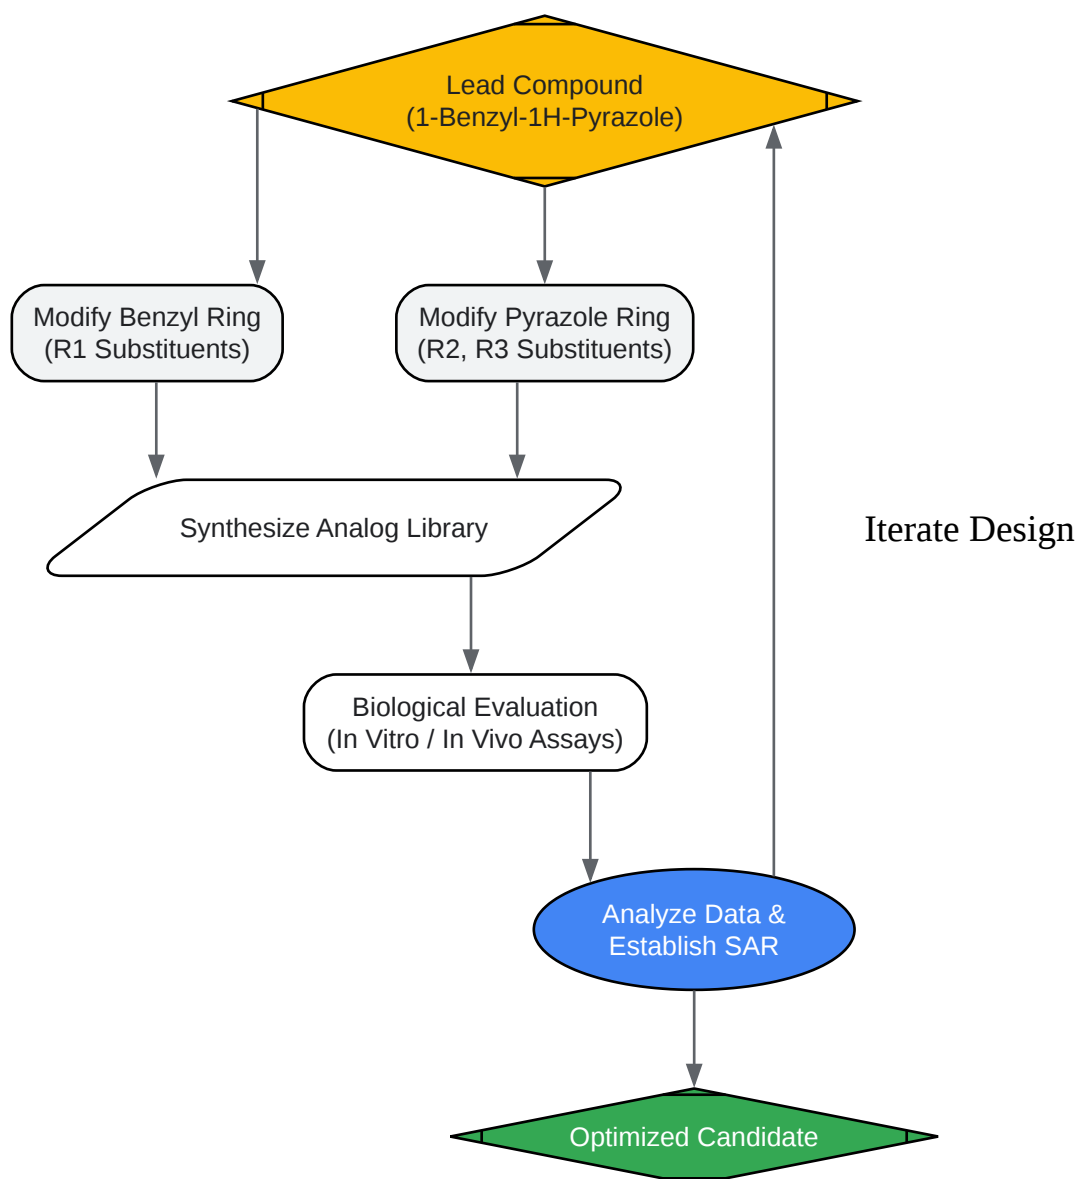 Lead Compound
(1-Benzyl-1H-Pyrazole)
Modify Benzyl Ring
(R1 Substituents)
Modify Pyrazole Ring
(R2, R3 Substituents)
Synthesize Analog Library
Iterate Design
Biological Evaluation
(In Vitro / In Vivo Assays)
Analyze Data &
Establish SAR
Optimized Candidate